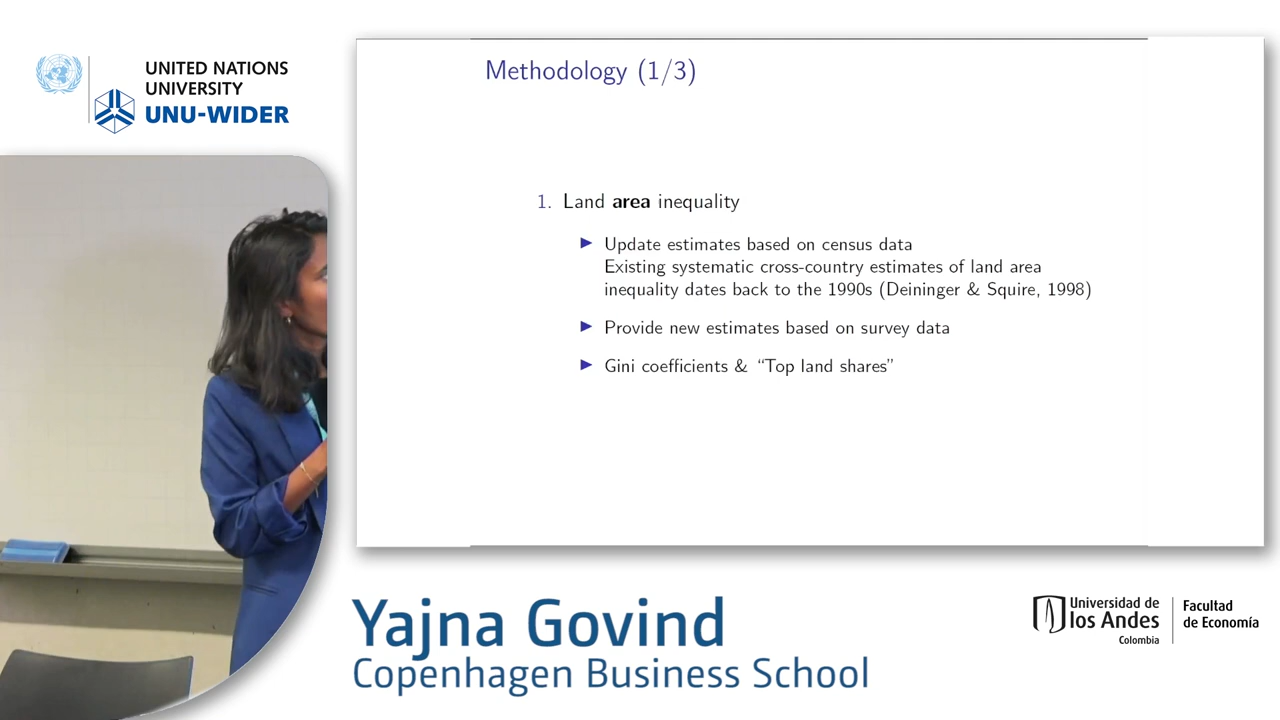 UNITED NATIONS
UNIVERSITY
UNU-WIDER
Methodology (1/3)
1. Land area inequality
▶ Update estimates based on census data
Existing systematic cross-country estimates of land area
inequality dates back to the 1990s (Deininger & Squire, 1998)
▶ Provide new estimates based on survey data
▶ Gini coefficients & “Top land shares”
Yajna Govind
Copenhagen Business School
Universidad de
los Andes
Colombia
Facultad
de Economía